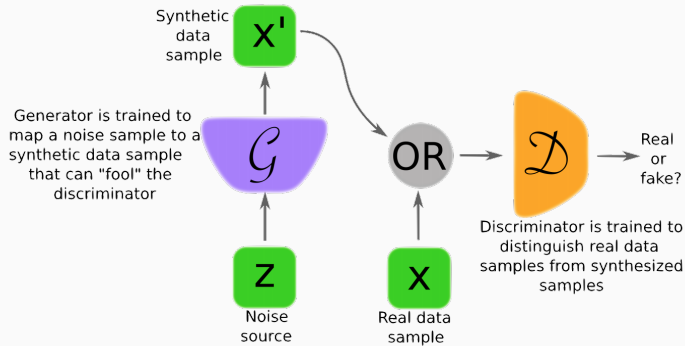 Synthetic
data
sample
x'
Generator is trained to
map a noise sample to a
synthetic data sample
that can "fool" the
discriminator
G
OR
D
Real
or
fake?
Discriminator is trained to
distinguish real data
samples from synthesized
samples
z
Noise
source
x
Real data
sample